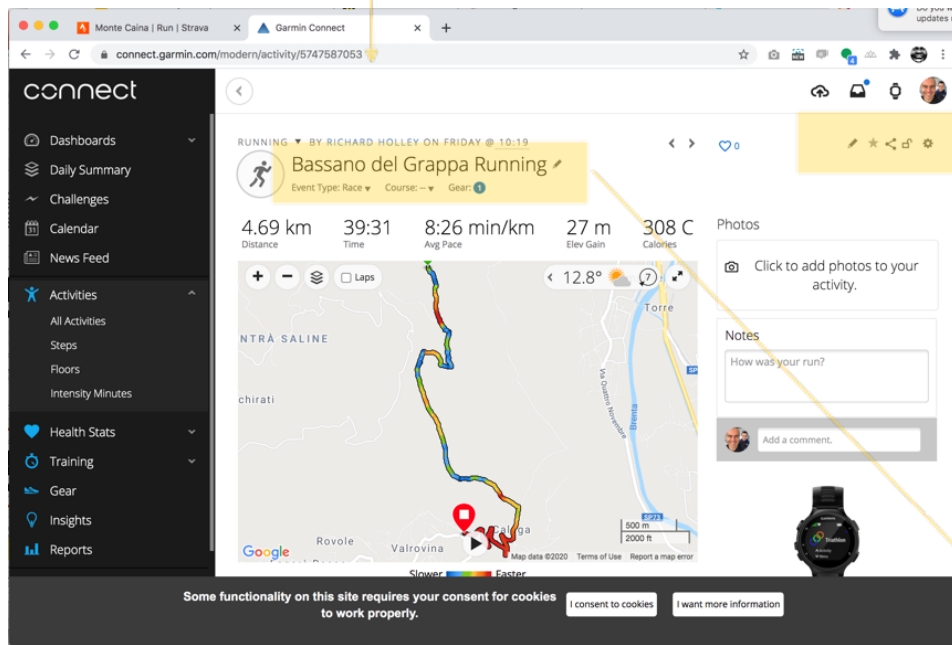 Monte Caina | Run | Strava
Garmin Connect
updates
connect.garmin.com/modern/activity/5747587053
connect
Dashboards
Daily Summary
Challenges
31
Calendar
News Feed
Activities
All Activities
Steps
Floors
Intensity Minutes
Health Stats
Training
Gear
Insights
Reports
RUNNING BY RICHARD HOLLEY ON FRIDAY @ 10:19
0
Bassano del Grappa Running
Event Type: Race Course: -- Gear: 1
4.69 km 39:31 8:26 min/km 27 m 308 C
Distance Time Avg Pace Elev Gain Calories
+ − Laps 12.8° 7
Torre
NTRÀ SALINE
SP
chirati
Via Quattro Novembre
Brenta
SP73
500 m
2000 ft
Rovole
Valrovina
Google
Map data ©2020 Terms of Use Report a map error
Slower Faster
Photos
Click to add photos to your
activity.
Notes
How was your run?
Add a comment.
Triathlon
Some functionality on this site requires your consent for cookies
to work properly.
I consent to cookies
I want more information